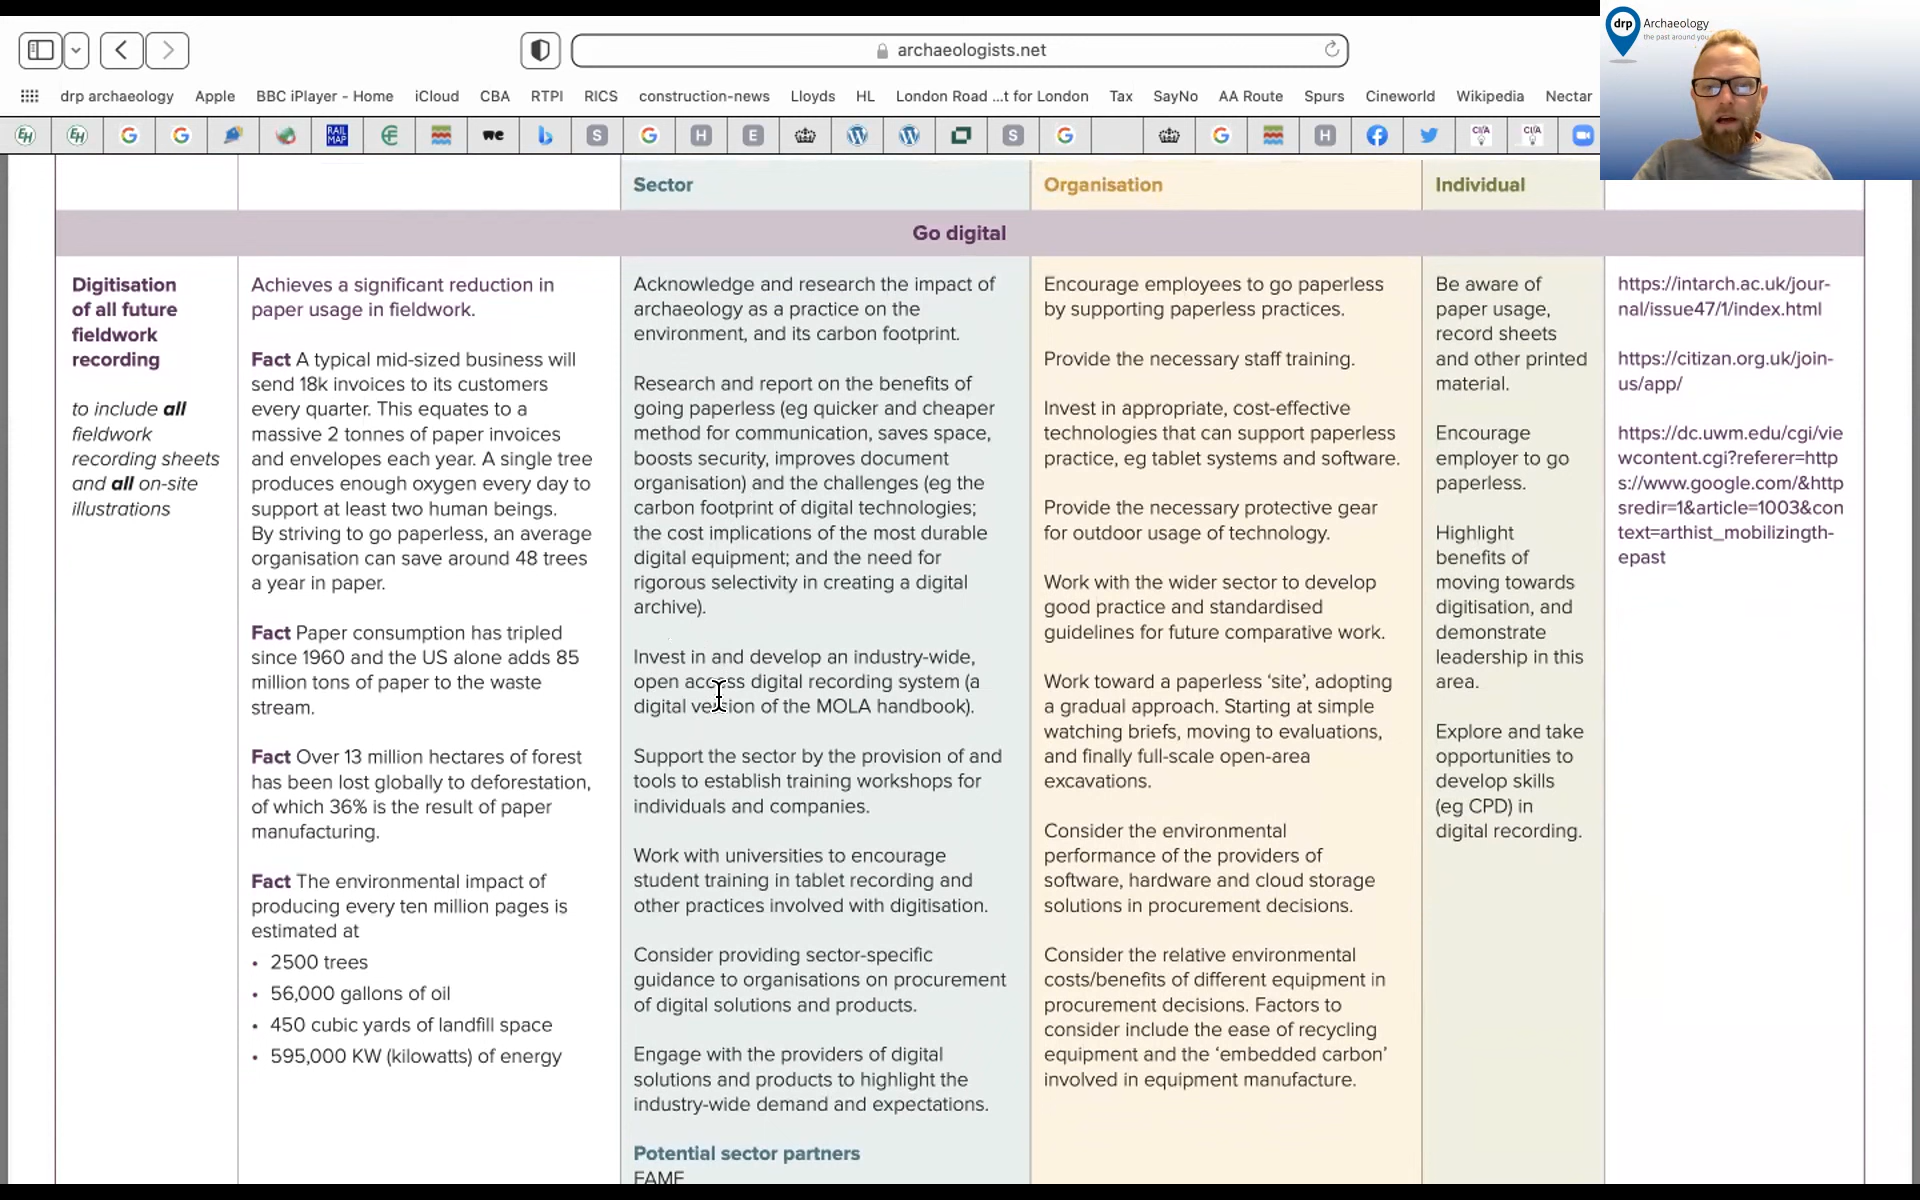 archaeologists.net
drp Archaeology
the past around you
drp archaeology Apple BBC iPlayer - Home iCloud CBA RTPI RICS construction-news Lloyds HL London Road ...t for London Tax SayNo AA Route Spurs Cineworld Wikipedia Nectar
EH EH G G RAIL MAP we S G H E S G G H CIfA CIfA
Sector Organisation Individual
Go digital
Digitisation
of all future
fieldwork
recording
to include all
fieldwork
recording sheets
and all on-site
illustrations
Achieves a significant reduction in
paper usage in fieldwork.
Fact A typical mid-sized business will
send 18k invoices to its customers
every quarter. This equates to a
massive 2 tonnes of paper invoices
and envelopes each year. A single tree
produces enough oxygen every day to
support at least two human beings.
By striving to go paperless, an average
organisation can save around 48 trees
a year in paper.
Fact Paper consumption has tripled
since 1960 and the US alone adds 85
million tons of paper to the waste
stream.
Fact Over 13 million hectares of forest
has been lost globally to deforestation,
of which 36% is the result of paper
manufacturing.
Fact The environmental impact of
producing every ten million pages is
estimated at
• 2500 trees
• 56,000 gallons of oil
• 450 cubic yards of landfill space
• 595,000 KW (kilowatts) of energy
Acknowledge and research the impact of
archaeology as a practice on the
environment, and its carbon footprint.
Research and report on the benefits of
going paperless (eg quicker and cheaper
method for communication, saves space,
boosts security, improves document
organisation) and the challenges (eg the
carbon footprint of digital technologies;
the cost implications of the most durable
digital equipment; and the need for
rigorous selectivity in creating a digital
archive).
Invest in and develop an industry-wide,
open access digital recording system (a
digital version of the MOLA handbook).
Support the sector by the provision of and
tools to establish training workshops for
individuals and companies.
Work with universities to encourage
student training in tablet recording and
other practices involved with digitisation.
Consider providing sector-specific
guidance to organisations on procurement
of digital solutions and products.
Engage with the providers of digital
solutions and products to highlight the
industry-wide demand and expectations.
Potential sector partners
FAME
Encourage employees to go paperless
by supporting paperless practices.
Provide the necessary staff training.
Invest in appropriate, cost-effective
technologies that can support paperless
practice, eg tablet systems and software.
Provide the necessary protective gear
for outdoor usage of technology.
Work with the wider sector to develop
good practice and standardised
guidelines for future comparative work.
Work toward a paperless ‘site’, adopting
a gradual approach. Starting at simple
watching briefs, moving to evaluations,
and finally full-scale open-area
excavations.
Consider the environmental
performance of the providers of
software, hardware and cloud storage
solutions in procurement decisions.
Consider the relative environmental
costs/benefits of different equipment in
procurement decisions. Factors to
consider include the ease of recycling
equipment and the ‘embedded carbon’
involved in equipment manufacture.
Be aware of
paper usage,
record sheets
and other printed
material.
Encourage
employer to go
paperless.
Highlight
benefits of
moving towards
digitisation, and
demonstrate
leadership in this
area.
Explore and take
opportunities to
develop skills
(eg CPD) in
digital recording.
https://intarch.ac.uk/jour-
nal/issue47/1/index.html
https://citizan.org.uk/join-
us/app/
https://dc.uwm.edu/cgi/vie
wcontent.cgi?referer=http
s://www.google.com/&http
sredir=1&article=1003&con
text=arthist_mobilizingth-
epast